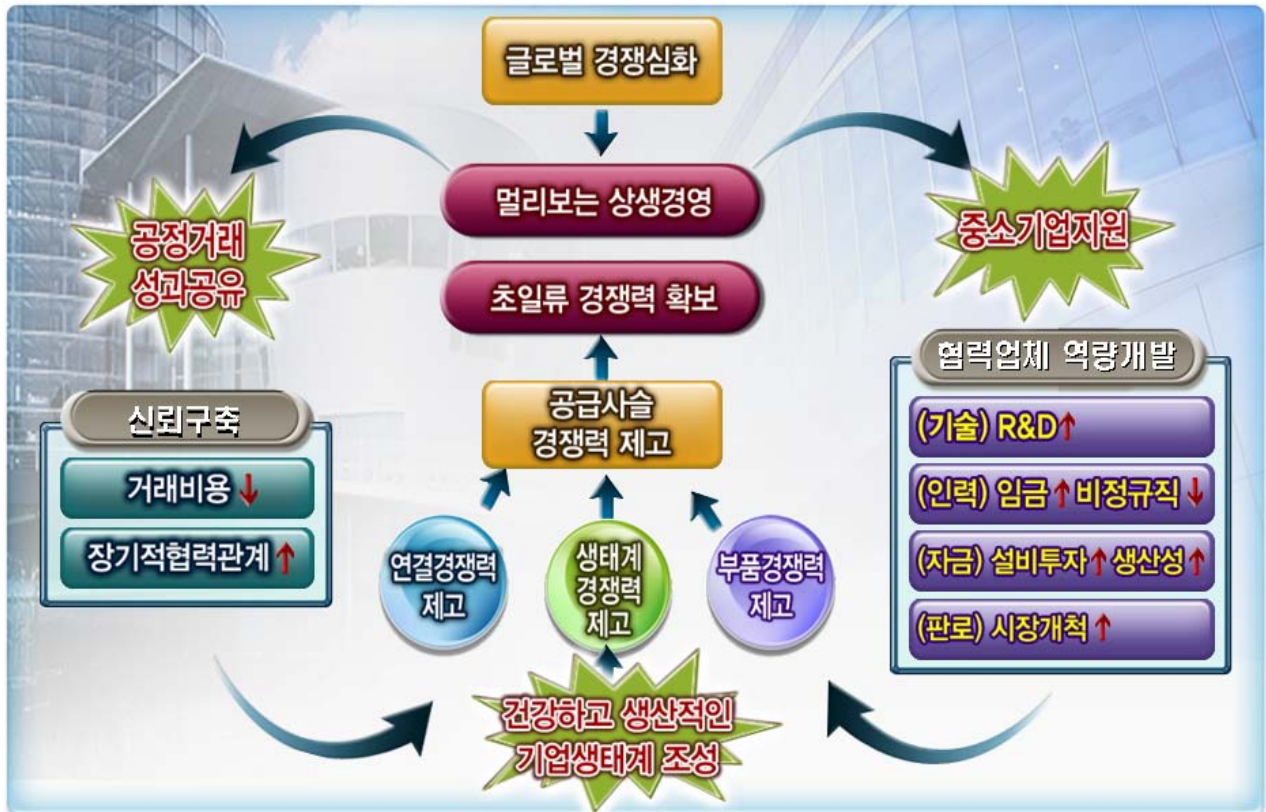 글로벌 경쟁심화
멀리보는 상생경영
초일류 경쟁력 확보
공정거래
성과공유
중소기업지원
신뢰구축
거래비용↓
장기적협력관계↑
공급사슬
경쟁력 제고
연결경쟁력
제고
생태계
경쟁력
제고
부품경쟁력
제고
협력업체 역량개발
(기술) R&D↑
(인력) 임금↑ 비정규직↓
(자금) 설비투자↑ 생산성↑
(판로) 시장개척↑
건강하고 생산적인
기업생태계 조성